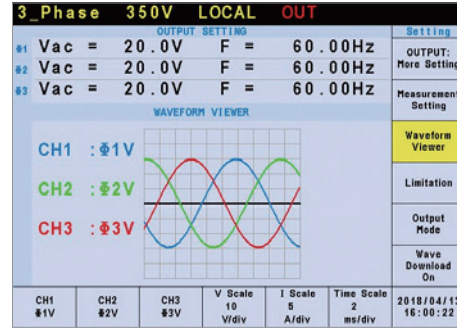 3_Phase 350V LOCAL OUT
OUTPUT SETTING
Φ1 Vac = 20.0V F = 60.00Hz
Φ2 Vac = 20.0V F = 60.00Hz
Φ3 Vac = 20.0V F = 60.00Hz
WAVEFORM VIEWER
CH1 :Φ1V
CH2 :Φ2V
CH3 :Φ3V
Setting
OUTPUT:
More Setting
Measurement
Setting
Waveform
Viewer
Limitation
Output
Mode
Wave
Download
On
CH1
Φ1V
CH2
Φ2V
CH3
Φ3V
V Scale
10
V/div
I Scale
5
A/div
Time Scale
2
ms/div
2018/04/13
16:00:22